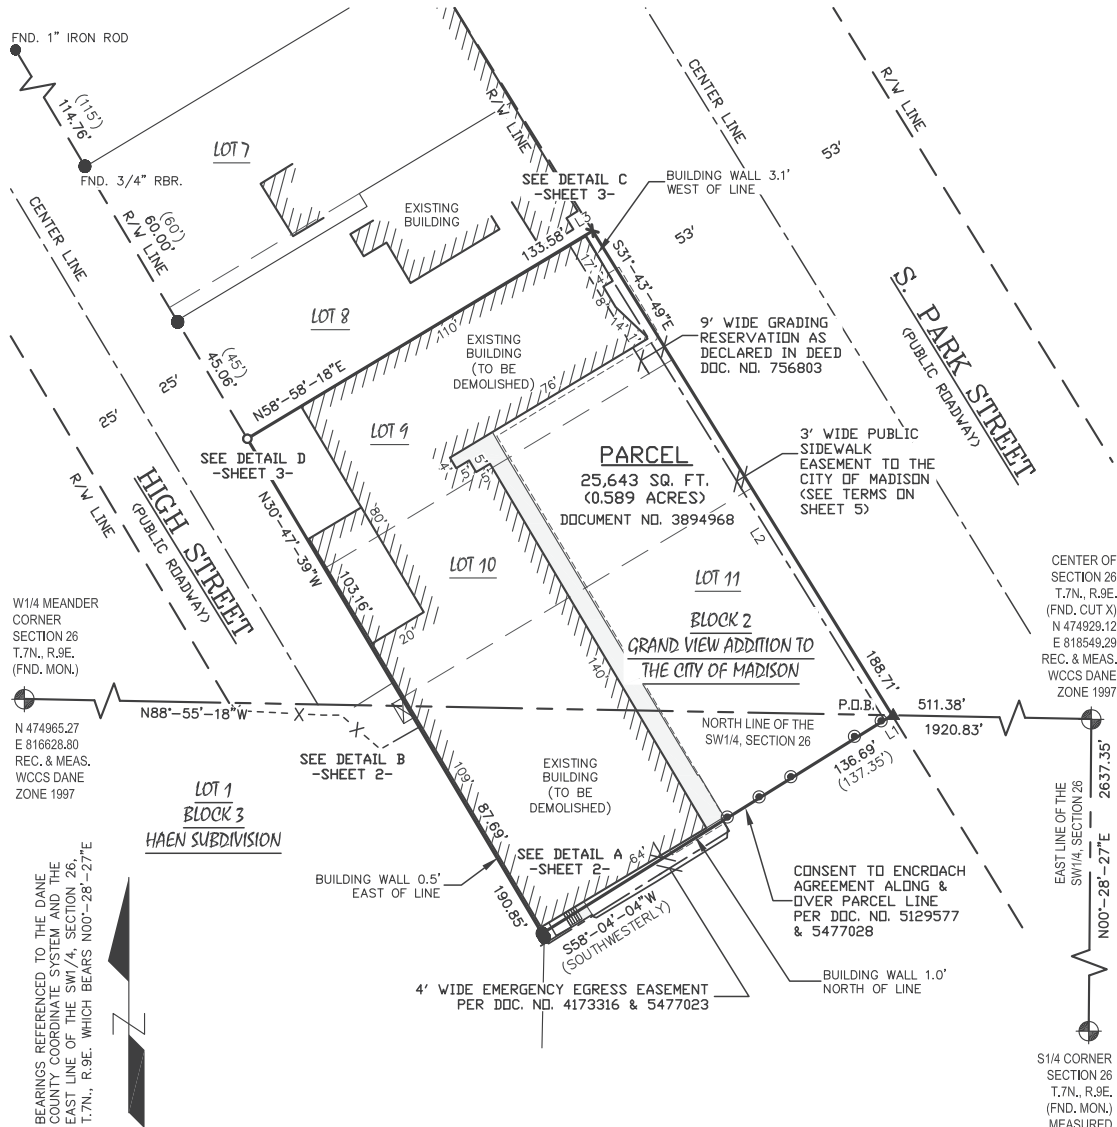 FND. 1" IRON ROD
(115')
114.76'
FND. 3/4" RBR.
LOT 7
(60')
60.00'
R/W LINE
CENTER LINE
R/W LINE
SEE DETAIL C
-SHEET 3-
EXISTING
BUILDING
133.58'
L3
BUILDING WALL 3.1'
WEST OF LINE
CENTER LINE
R/W LINE
53'
53'
S31°-43'-49"E
S. PARK STREET
(PUBLIC ROADWAY)
LOT 8
110'
(45')
45.06'
25'
25'
N58°-58'-18"E
EXISTING
BUILDING
(TO BE
DEMOLISHED)
17'
4'
8'
14'
1'
76'
9' WIDE GRADING
RESERVATION AS
DECLARED IN DEED
DOC. NO. 756803
LOT 9
SEE DETAIL D
-SHEET 3-
4'
5'
5'
5'
PARCEL
25,643 SQ. FT.
(0.589 ACRES)
DOCUMENT NO. 3894968
3' WIDE PUBLIC
SIDEWALK
EASEMENT TO THE
CITY OF MADISON
(SEE TERMS ON
SHEET 5)
R/W LINE
HIGH STREET
(PUBLIC ROADWAY)
N30°-47'-39"W
80'
L2
LOT 10
LOT 11
BLOCK 2
GRAND VIEW ADDITION TO
THE CITY OF MADISON
103.16'
20'
140'
188.71'
CENTER OF
SECTION 26
T.7N., R.9E.
(FND. CUT X)
N 474929.12
E 818549.29
REC. & MEAS.
WCCS DANE
ZONE 1997
W1/4 MEANDER
CORNER
SECTION 26
T.7N., R.9E.
(FND. MON.)
N 474965.27
E 816628.80
REC. & MEAS.
WCCS DANE
ZONE 1997
N88°-55'-18"W
X
X
SEE DETAIL B
-SHEET 2-
NORTH LINE OF THE
SW1/4, SECTION 26
P.O.B.
511.38'
1920.83'
L1
136.69'
(137.35')
2637.35'
EAST LINE OF THE
SW1/4, SECTION 26
N00°-28'-27"E
LOT 1
BLOCK 3
HAEN SUBDIVISION
109'
87.69'
190.85'
EXISTING
BUILDING
(TO BE
DEMOLISHED)
SEE DETAIL A
-SHEET 2-
64'
BUILDING WALL 0.5'
EAST OF LINE
S58°-04'-04"W
(SOUTHWESTERLY)
CONSENT TO ENCROACH
AGREEMENT ALONG &
OVER PARCEL LINE
PER DOC. NO. 5129577
& 5477028
BUILDING WALL 1.0'
NORTH OF LINE
4' WIDE EMERGENCY EGRESS EASEMENT
PER DOC. NO. 4173316 & 5477023
BEARINGS REFERENCED TO THE DANE
COUNTY COORDINATE SYSTEM AND THE
EAST LINE OF THE SW1/4, SECTION 26,
T.7N., R.9E. WHICH BEARS N00°-28'-27"E
S1/4 CORNER
SECTION 26
T.7N., R.9E.
(FND. MON.)
MEASURED